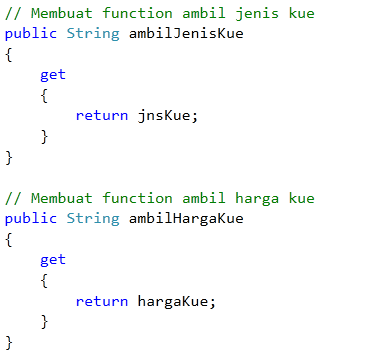 // Membuat function ambil jenis kue
public String ambilJenisKue
{
    get
    {
        return jnsKue;
    }
}

// Membuat function ambil harga kue
public String ambilHargaKue
{
    get
    {
        return hargaKue;
    }
}